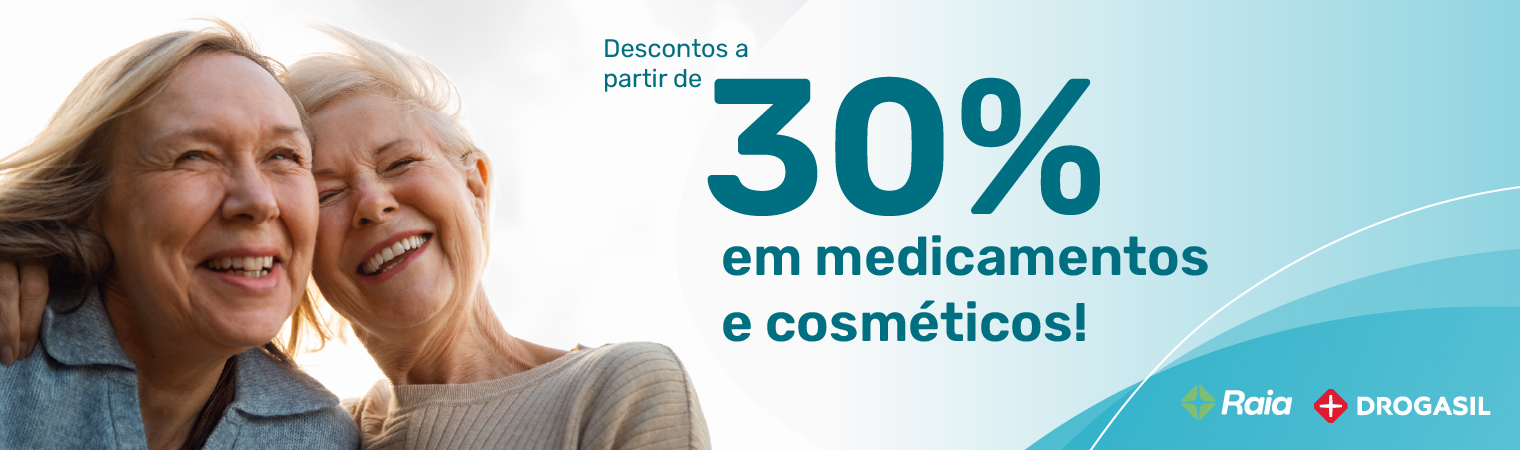 Descontos a
partir de
30%
em medicamentos
e cosméticos!
Raia DROGASIL